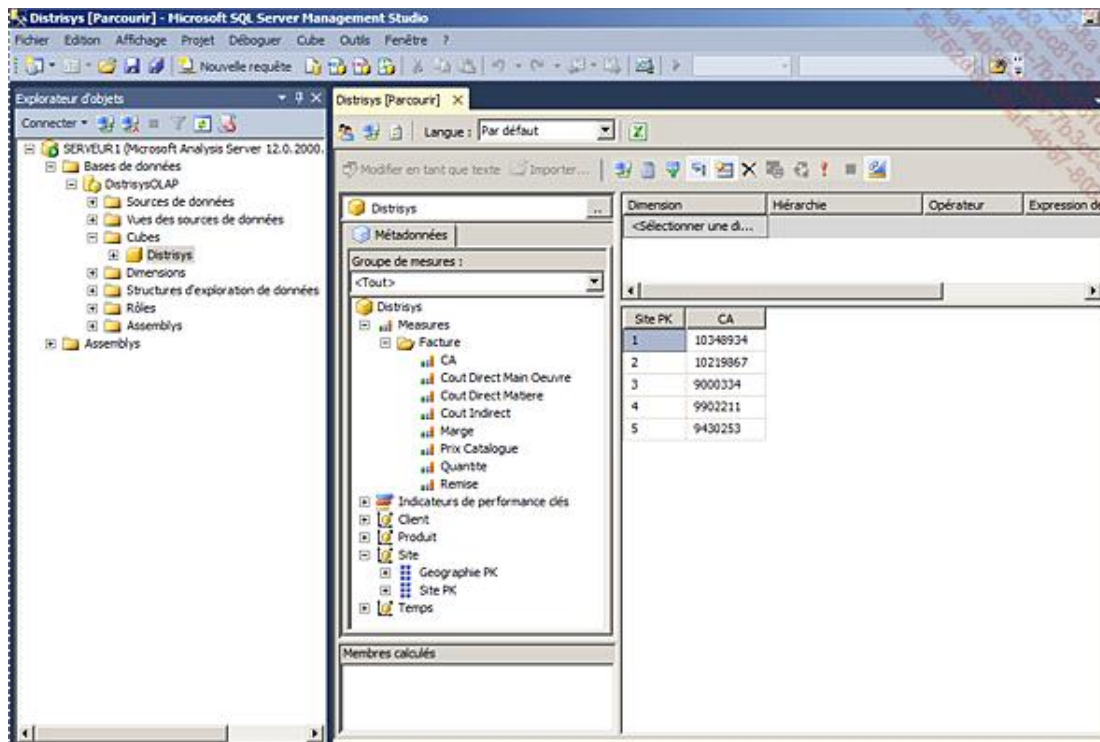 Distrisys [Parcourir] - Microsoft SQL Server Management Studio
Fichier Edition Affichage Projet Déboguer Cube Outils Fenêtre ?
Nouvelle requête
Explorateur d'objets
Connecter
SERVEUR1 (Microsoft Analysis Server 12.0.2000.
Bases de données
DistrisysOLAP
Sources de données
Vues des sources de données
Cubes
Distrisys
Dimensions
Structures d'exploration de données
Rôles
Assemblys
Assemblys
Distrisys [Parcourir]
Langue : Par défaut
Modifier en tant que texte Importer...
Distrisys ...
Métadonnées
Groupe de mesures :
<Tout>
Distrisys
Measures
Facture
CA
Cout Direct Main Oeuvre
Cout Direct Matiere
Cout Indirect
Marge
Prix Catalogue
Quantite
Remise
Indicateurs de performance clés
Client
Produit
Site
Geographie PK
Site PK
Temps
Membres calculés
Dimension Hiérarchie Opérateur Expression de
<Sélectionner une di...
Site PK CA
1 10348934
2 10219867
3 9000334
4 9902211
5 9430253